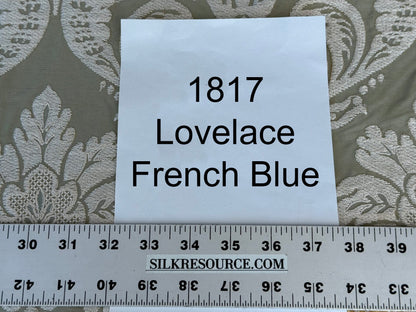 1817
Lovelace
French Blue
30 31 32 33 34 35 36 37 38 39
SILKRESOURCE.COM
42 41 40 39 38 37 36 35 34 33